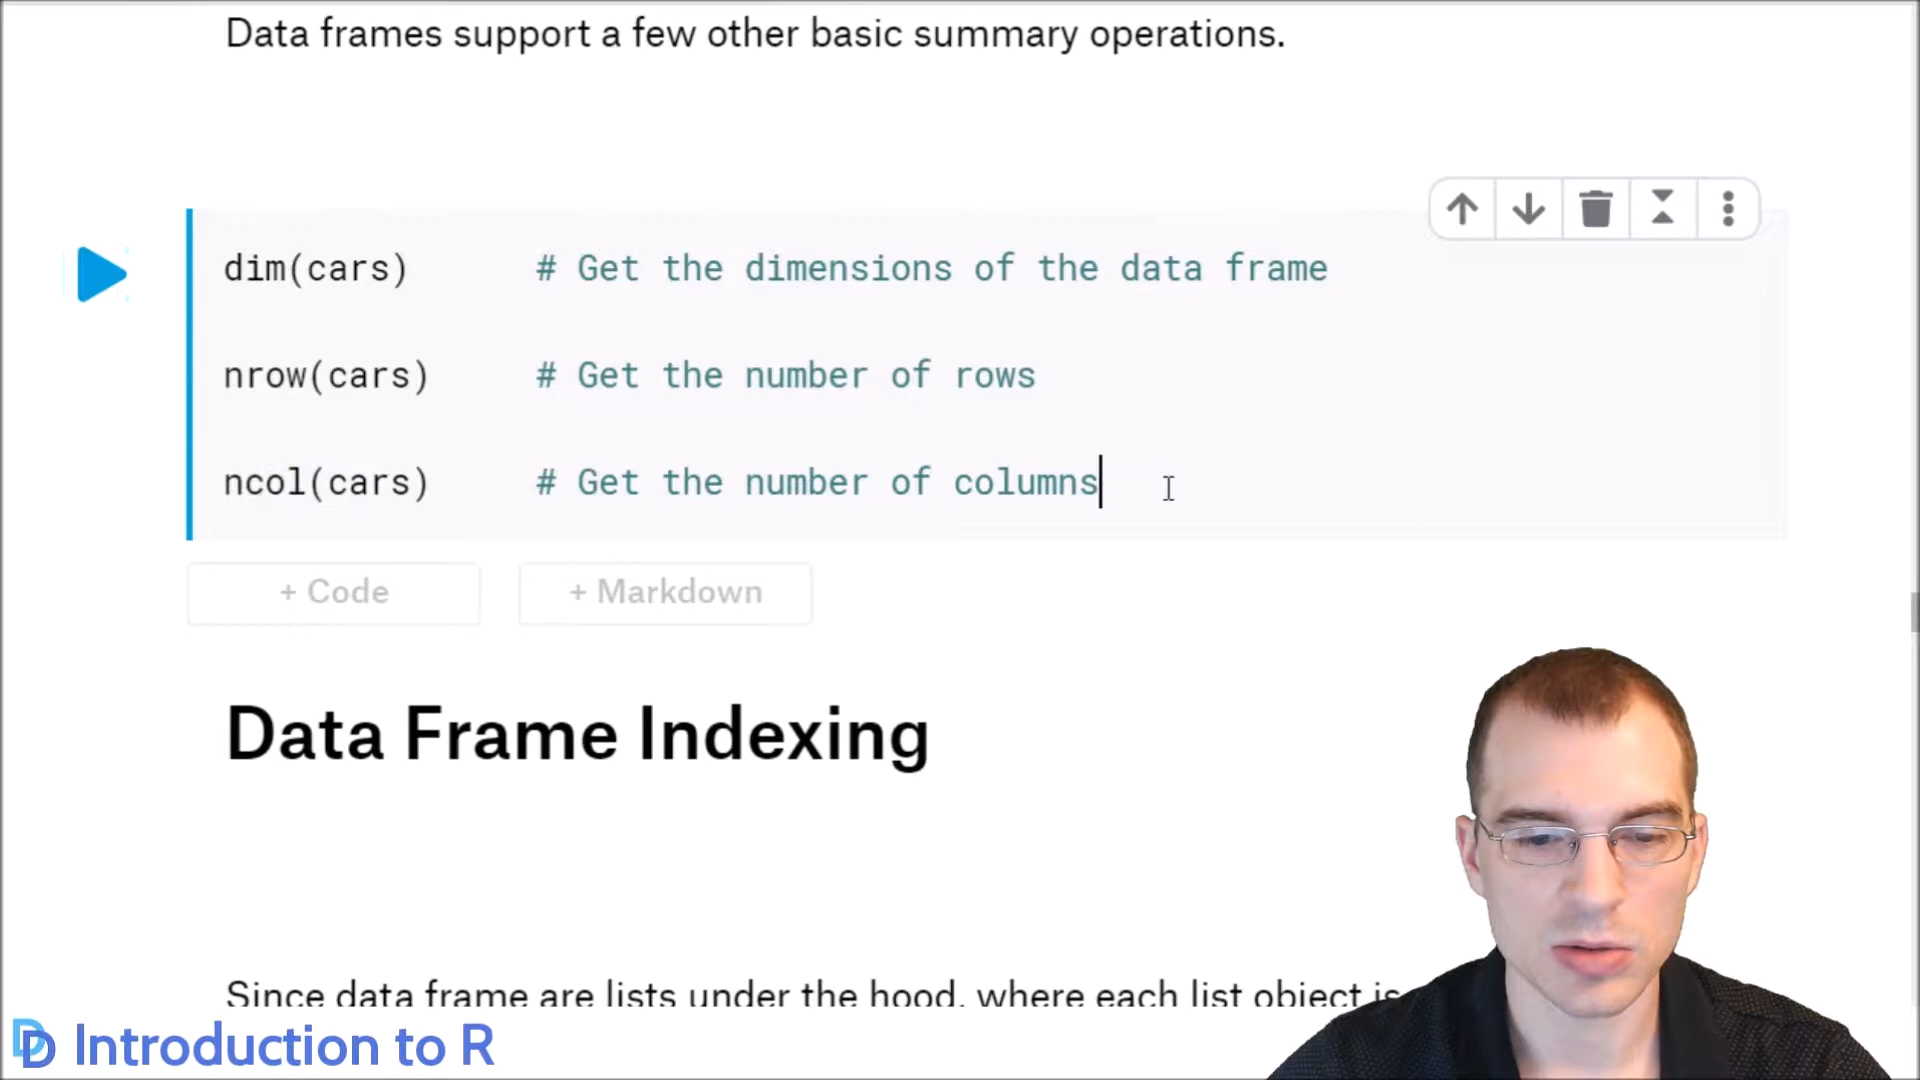 Data frames support a few other basic summary operations.
dim(cars)      # Get the dimensions of the data frame
nrow(cars)     # Get the number of rows
ncol(cars)     # Get the number of columns
+ Code
+ Markdown
Data Frame Indexing
Since data frame are lists under the hood, where each list object is
D Introduction to R